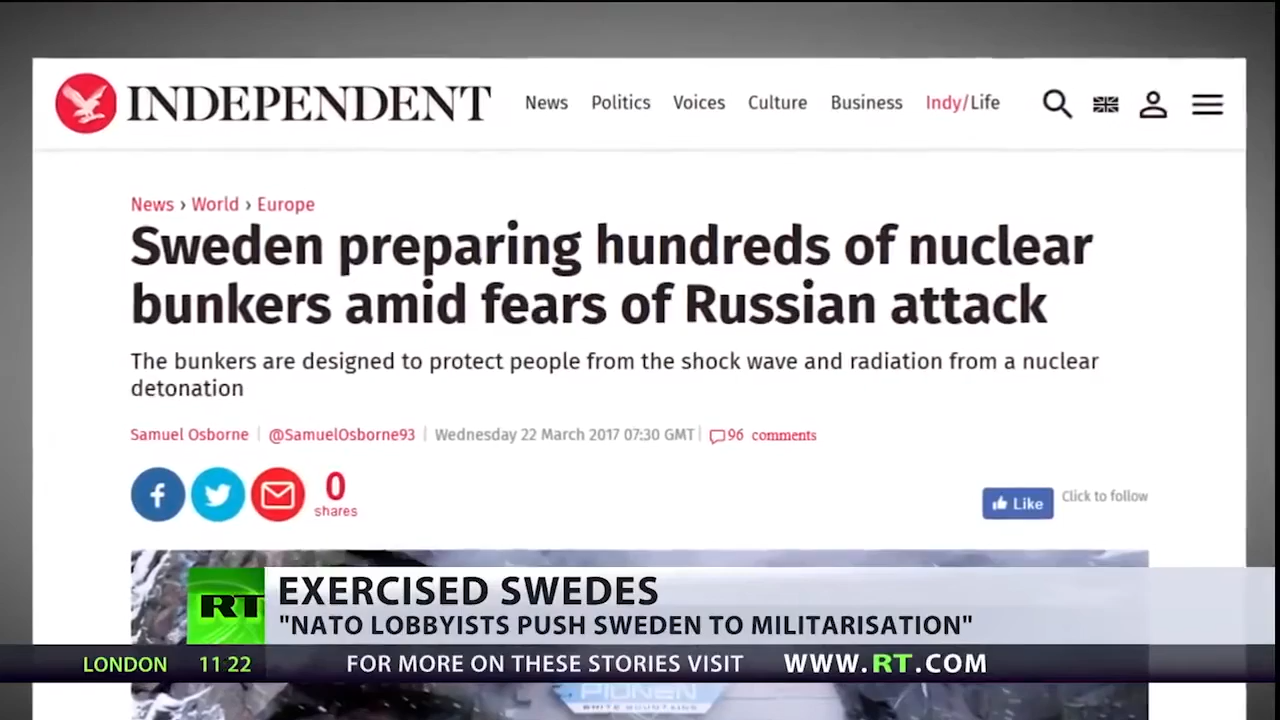 INDEPENDENT News Politics Voices Culture Business Indy/Life
News › World › Europe
Sweden preparing hundreds of nuclear
bunkers amid fears of Russian attack
The bunkers are designed to protect people from the shock wave and radiation from a nuclear
detonation
Samuel Osborne | @SamuelOsborne93 | Wednesday 22 March 2017 07:30 GMT | 96 comments
0
shares
Like Click to follow
RT EXERCISED SWEDES
"NATO LOBBYISTS PUSH SWEDEN TO MILITARISATION"
LONDON 11:22 FOR MORE ON THESE STORIES VISIT WWW.RT.COM
PIONEN
WHITE MOUNTAINS